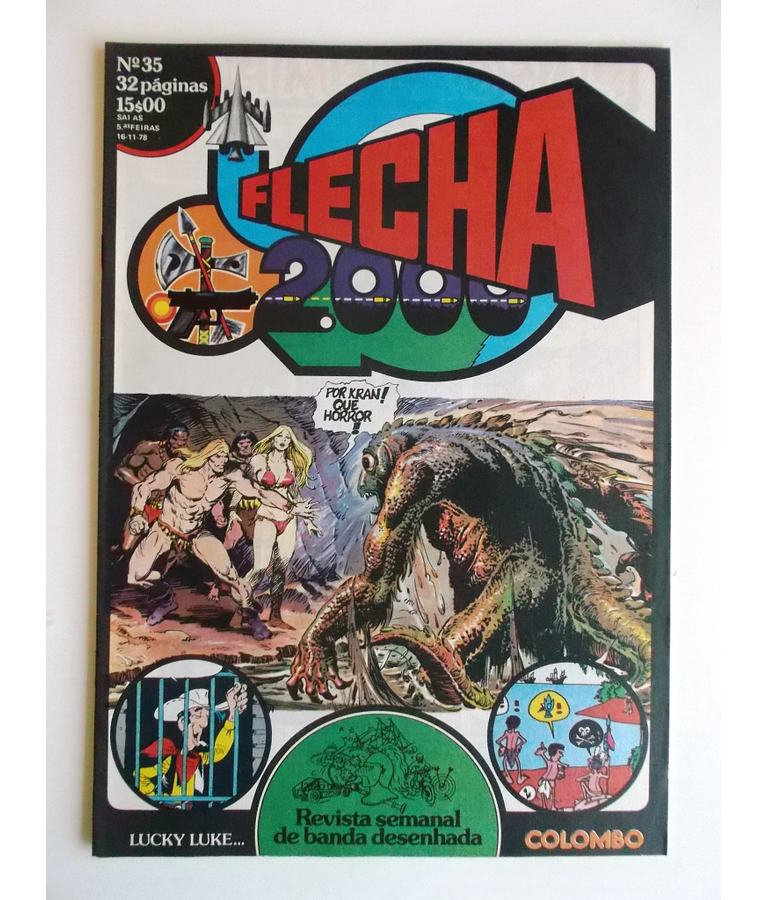 Nº35
32 páginas
15$00
SAI AS
5.ªs FEIRAS
16-11-78
FLECHA
2.000
POR KRAN!
QUE
HORROR
!
Revista semanal
de banda desenhada
LUCKY LUKE...
COLOMBO